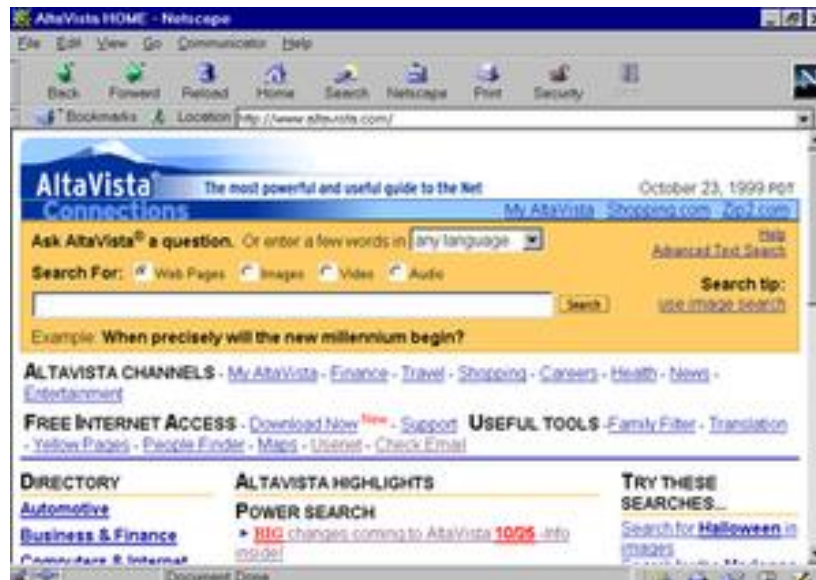 AltaVista HOME - Netscape
File Edit View Go Communicator Help
Back Forward Reload Home Search Netscape Print Security
Bookmarks Location http://www.altavista.com/
AltaVista® The most powerful and useful guide to the Net October 23, 1999 PDT
Connections My AltaVista Shopping.com Zip2.com
Ask AltaVista® a question. Or enter a few words in any language Help
Advanced Text Search
Search For: Web Pages Images Video Audio
Search tip:
Search use image search
Example: When precisely will the new millennium begin?
ALTAVISTA CHANNELS - My AltaVista - Finance - Travel - Shopping - Careers - Health - News -
Entertainment
FREE INTERNET ACCESS - Download Now New - Support USEFUL TOOLS - Family Filter - Translation
- Yellow Pages - People Finder - Maps - Usenet - Check Email
DIRECTORY ALTAVISTA HIGHLIGHTS TRY THESE
SEARCHES...
Automotive POWER SEARCH
Business & Finance BIG changes coming to AltaVista 10/25 -Info Search for Halloween in
inside! images
Computers & Internet Search for
Document Done